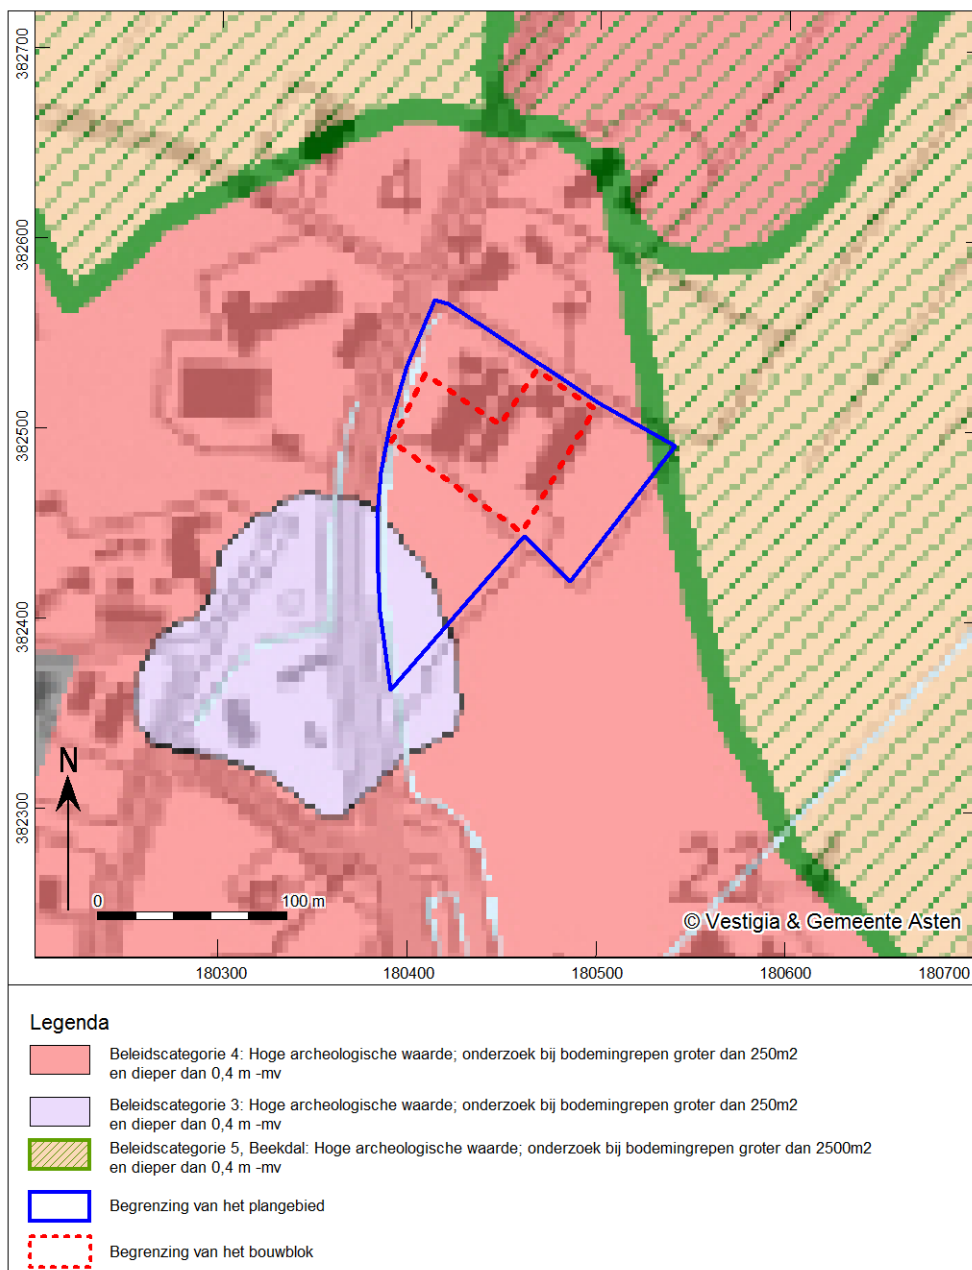 382700
382600
382500
382400
382300
4
22
N
0
100 m
© Vestigia & Gemeente Asten
180300
180400
180500
180600
180700
Legenda
Beleidscategorie 4: Hoge archeologische waarde; onderzoek bij bodemingrepen groter dan 250m2
en dieper dan 0,4 m -mv
Beleidscategorie 3: Hoge archeologische waarde; onderzoek bij bodemingrepen groter dan 250m2
en dieper dan 0,4 m -mv
Beleidscategorie 5, Beekdal: Hoge archeologische waarde; onderzoek bij bodemingrepen groter dan 2500m2
en dieper dan 0,4 m -mv
Begrenzing van het plangebied
Begrenzing van het bouwblok